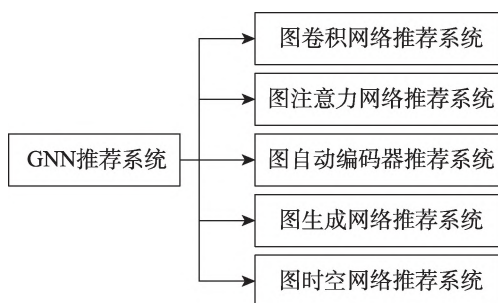 图卷积网络推荐系统
图注意力网络推荐系统
GNN推荐系统
图自动编码器推荐系统
图生成网络推荐系统
图时空网络推荐系统